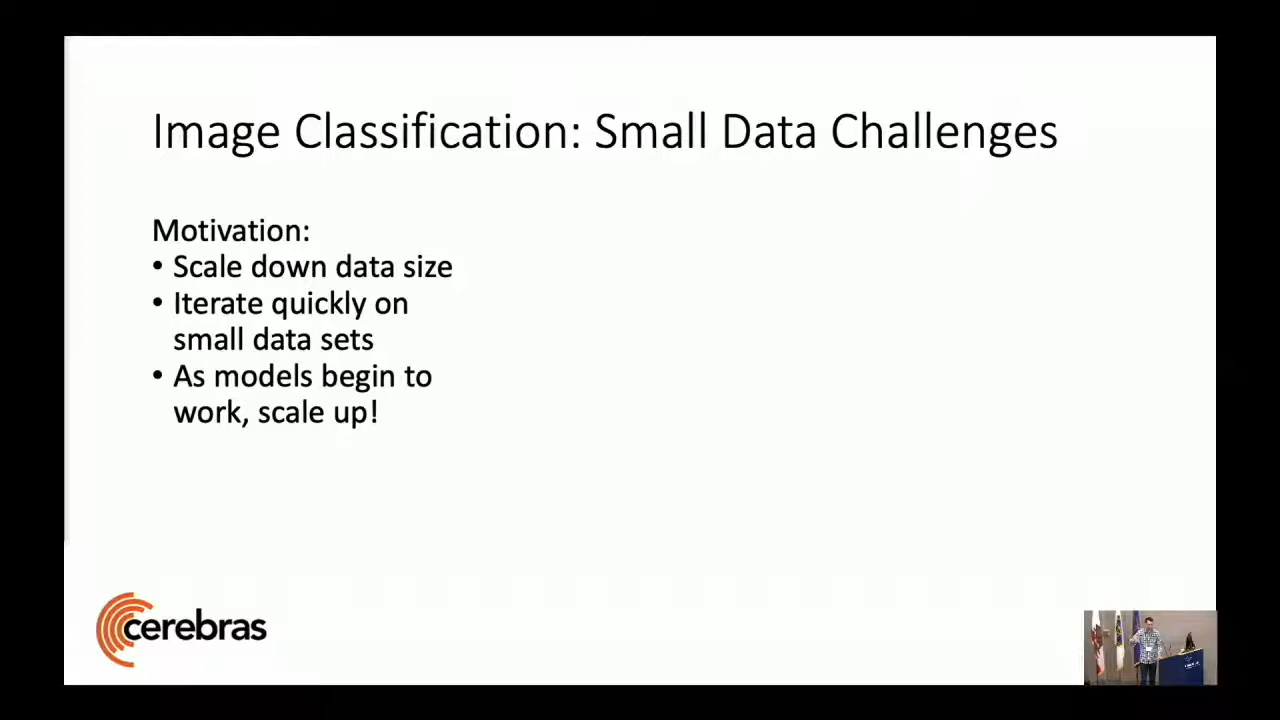 Image Classification: Small Data Challenges
Motivation:
• Scale down data size
• Iterate quickly on
small data sets
• As models begin to
work, scale up!
cerebras